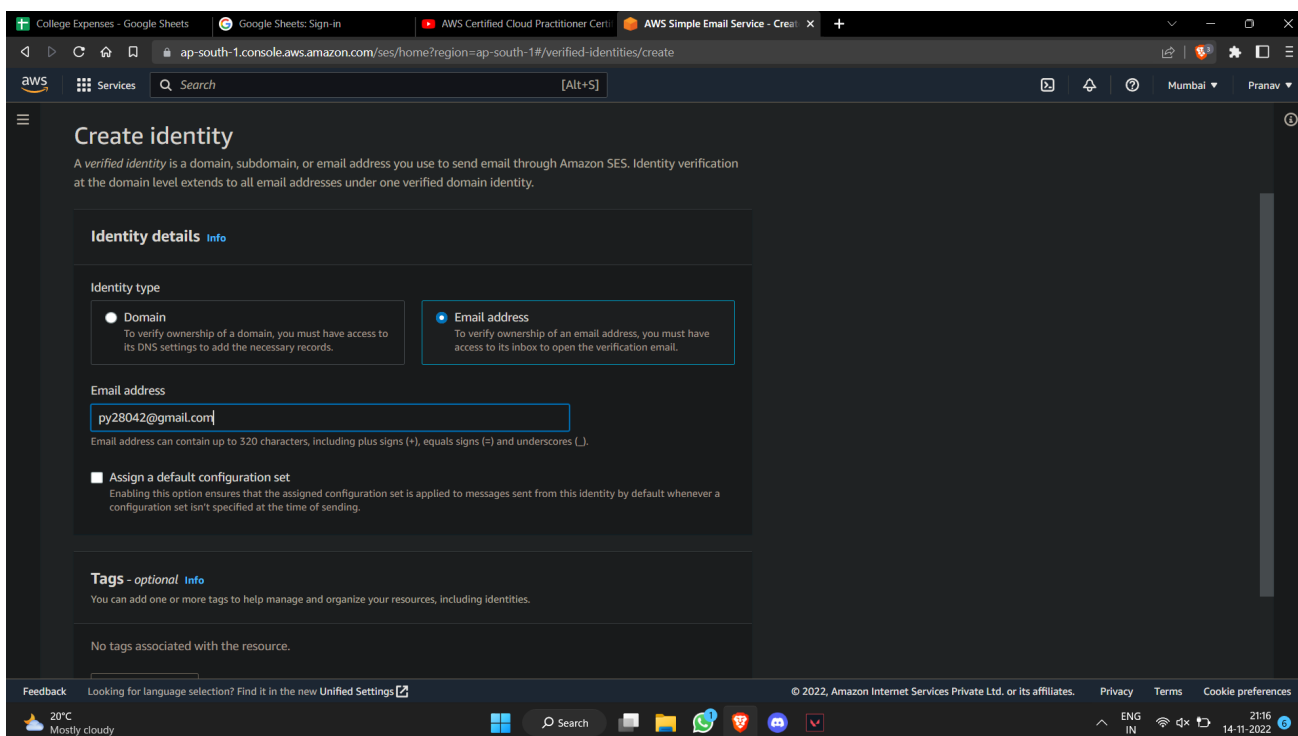 College Expenses - Google Sheets
Google Sheets: Sign-in
AWS Certified Cloud Practitioner Certi
AWS Simple Email Service - Creat
ap-south-1.console.aws.amazon.com/ses/home?region=ap-south-1#/verified-identities/create
3
aws
Services
Search
[Alt+S]
Mumbai
Pranav
Create identity
A verified identity is a domain, subdomain, or email address you use to send email through Amazon SES. Identity verification
at the domain level extends to all email addresses under one verified domain identity.
Identity details Info
Identity type
Domain
To verify ownership of a domain, you must have access to
its DNS settings to add the necessary records.
Email address
To verify ownership of an email address, you must have
access to its inbox to open the verification email.
Email address
py28042@gmail.com
Email address can contain up to 320 characters, including plus signs (+), equals signs (=) and underscores (_).
Assign a default configuration set
Enabling this option ensures that the assigned configuration set is applied to messages sent from this identity by default whenever a
configuration set isn't specified at the time of sending.
Tags - optional Info
You can add one or more tags to help manage and organize your resources, including identities.
No tags associated with the resource.
Feedback
Looking for language selection? Find it in the new Unified Settings
© 2022, Amazon Internet Services Private Ltd. or its affiliates.
Privacy
Terms
Cookie preferences
20°C
Mostly cloudy
Search
1
ENG
IN
21:16
14-11-2022
6